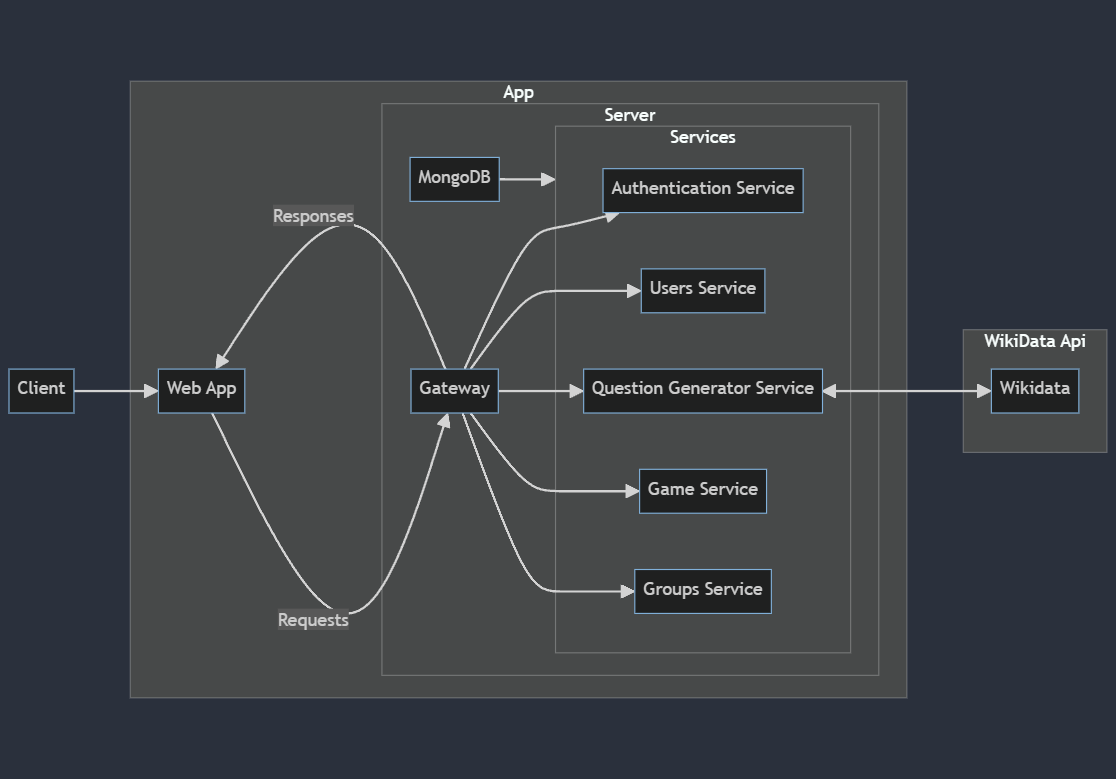 App
Server
Services
MongoDB
Authentication Service
Responses
Users Service
WikiData Api
Client
Web App
Gateway
Question Generator Service
Wikidata
Game Service
Groups Service
Requests